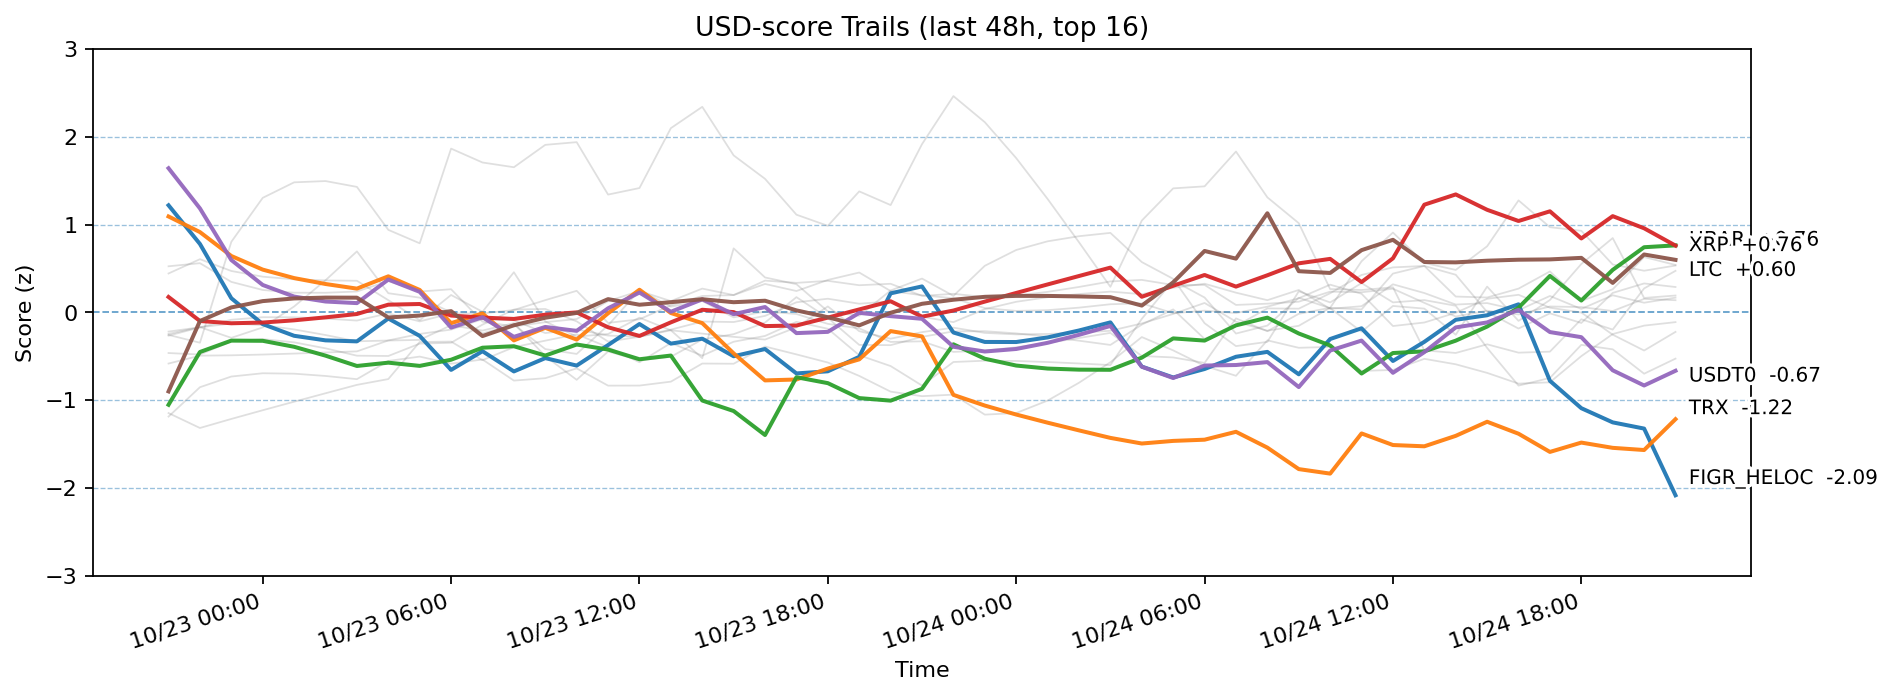 USD-score Trails (last 48h, top 16)
Score (z)
3
2
1
0
−1
−2
−3
XRP +0.76
LTC +0.60
USDT0 -0.67
TRX -1.22
FIGR_HELOC -2.09
10/23 00:00
10/23 06:00
10/23 12:00
10/23 18:00
10/24 00:00
10/24 06:00
10/24 12:00
10/24 18:00
Time